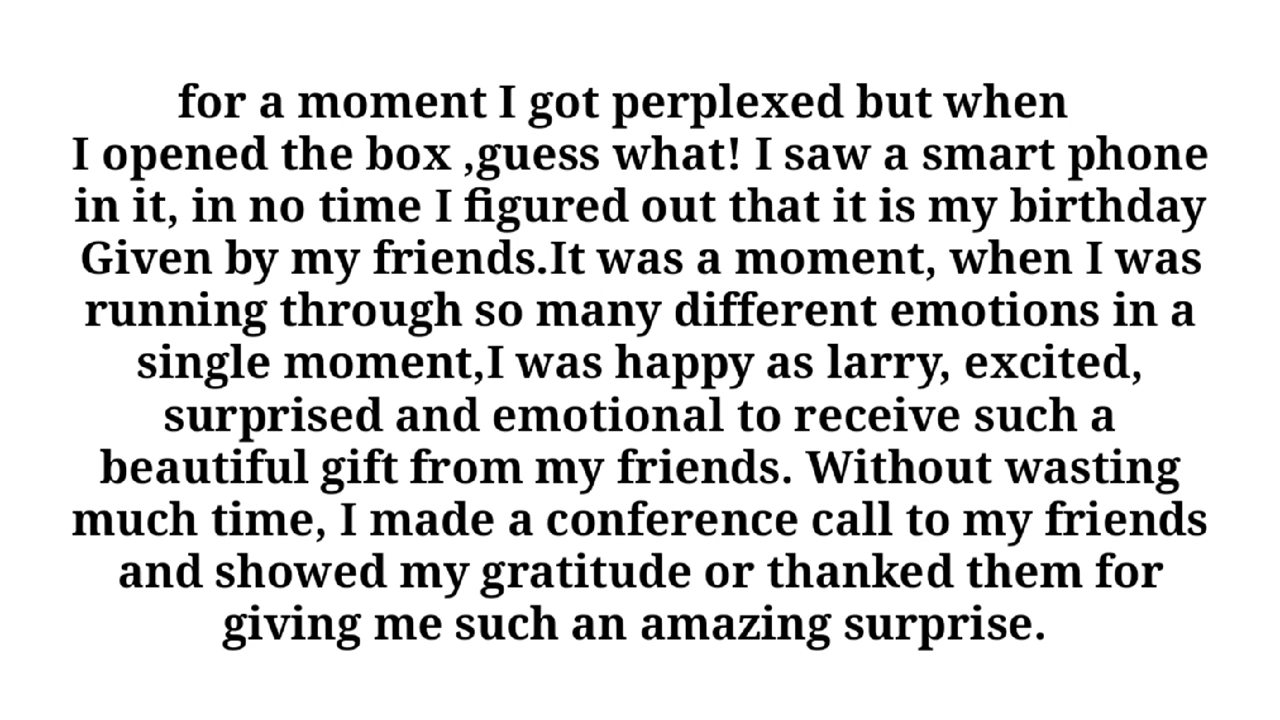 for a moment I got perplexed but when
I opened the box ,guess what! I saw a smart phone
in it, in no time I figured out that it is my birthday
Given by my friends.It was a moment, when I was
running through so many different emotions in a
single moment,I was happy as larry, excited,
surprised and emotional to receive such a
beautiful gift from my friends. Without wasting
much time, I made a conference call to my friends
and showed my gratitude or thanked them for
giving me such an amazing surprise.